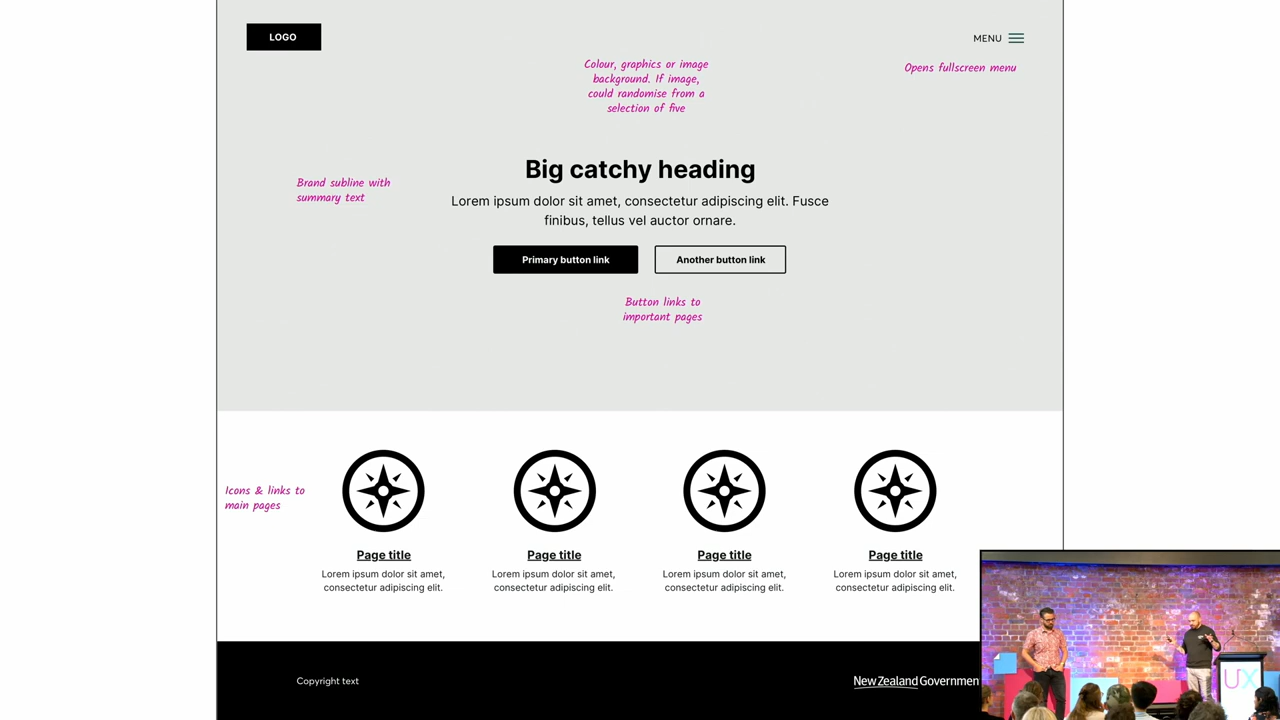 LOGO
MENU
Colour, graphics or image
background. If image,
could randomise from a
selection of five
Opens fullscreen menu
Big catchy heading
Brand subline with
summary text
Lorem ipsum dolor sit amet, consectetur adipiscing elit. Fusce
finibus, tellus vel auctor ornare.
Primary button link
Another button link
Button links to
important pages
Icons & links to
main pages
Page title
Lorem ipsum dolor sit amet,
consectetur adipiscing elit.
Page title
Lorem ipsum dolor sit amet,
consectetur adipiscing elit.
Page title
Lorem ipsum dolor sit amet,
consectetur adipiscing elit.
Page title
Lorem ipsum dolor sit amet,
consectetur adipiscing elit.
Copyright text
New Zealand Governmen
UX